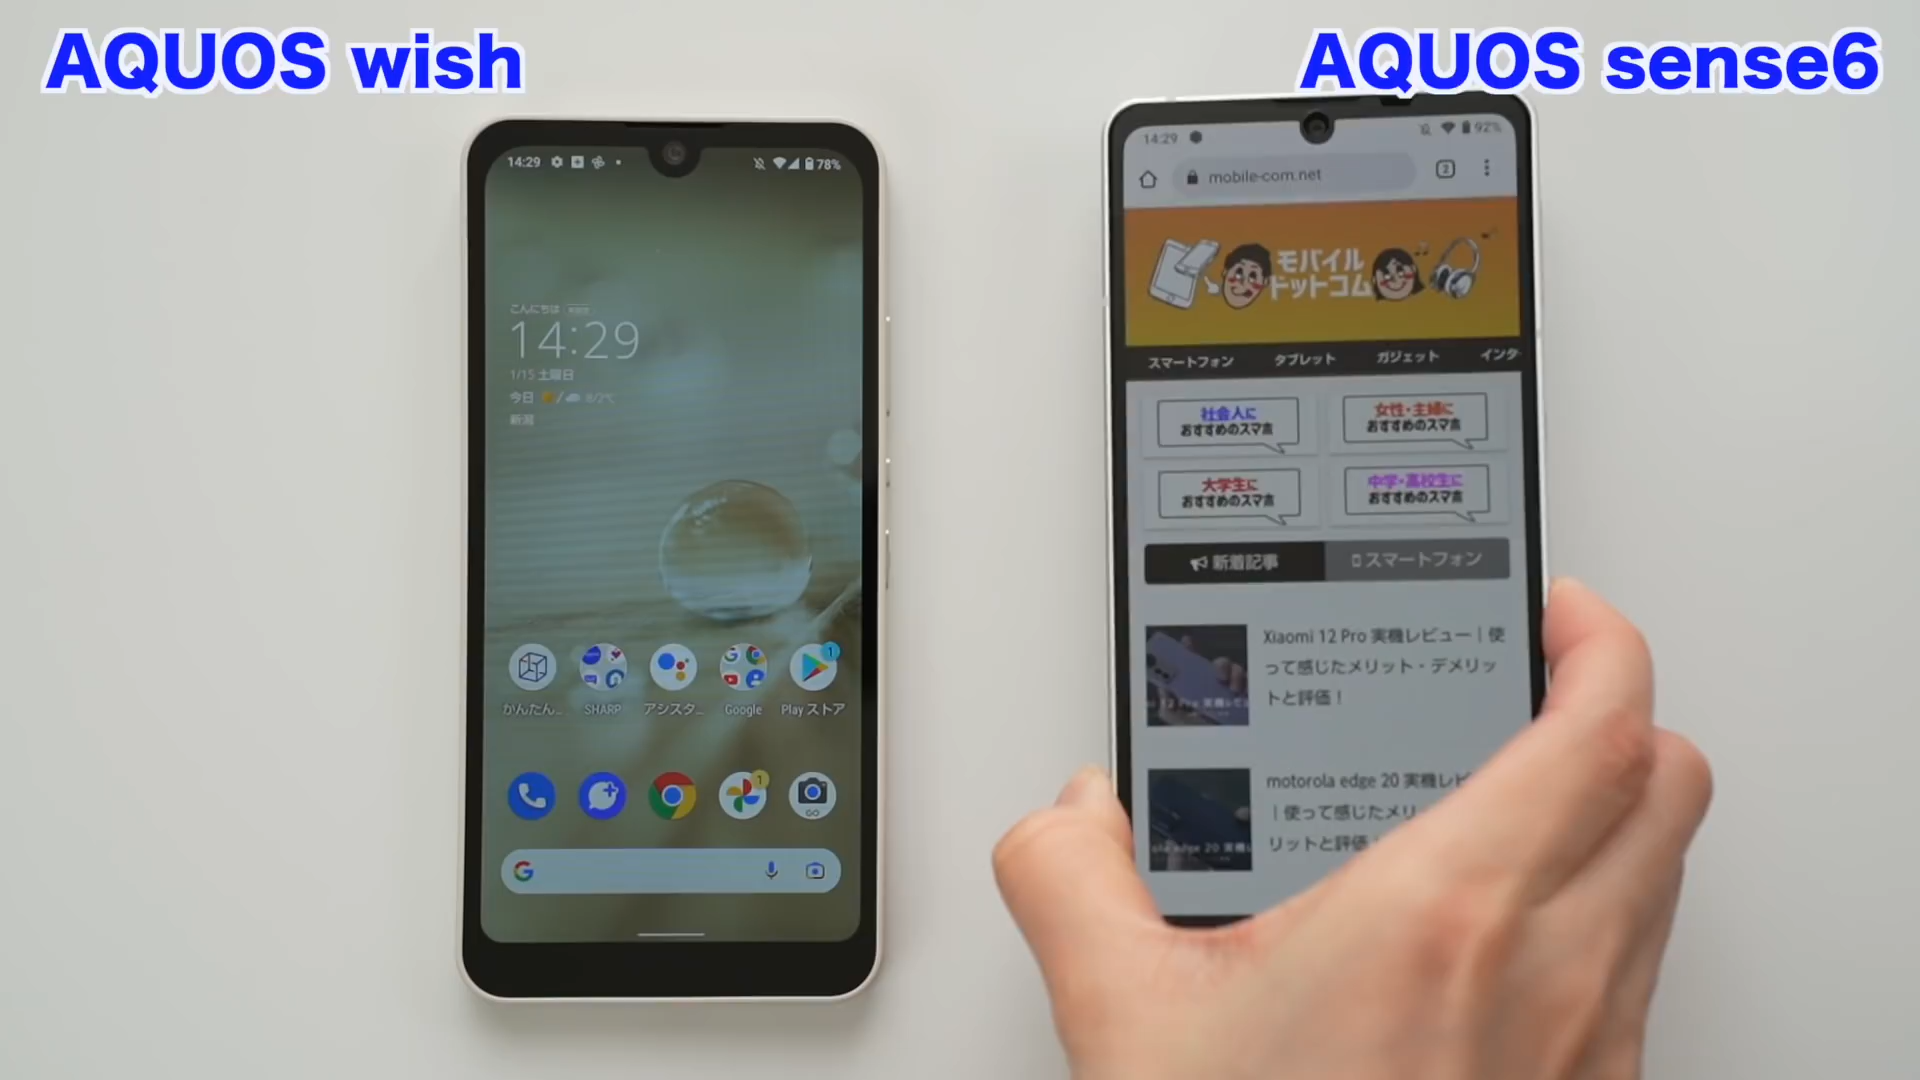 AQUOS wish
AQUOS sense6
14:29
78%
こんにちは
14:29
1/15 土曜日
今日
8/2℃
新潟
かんたん...
SHARP
アシスタ...
Google
Play ストア
1
1
GO
14:29
92%
mobile-com.net
2
モバイル
ドットコム
スマートフォン
タブレット
ガジェット
インタ
社会人に
おすすめのスマホ
女性・主婦に
おすすめのスマホ
大学生に
おすすめのスマホ
中学・高校生に
おすすめのスマホ
新着記事
スマートフォン
Xiaomi 12 Pro 実機レビュー｜使
って感じたメリット・デメリッ
トと評価！
motorola edge 20 実機レビ
｜使って感じたメリ
リットと評価